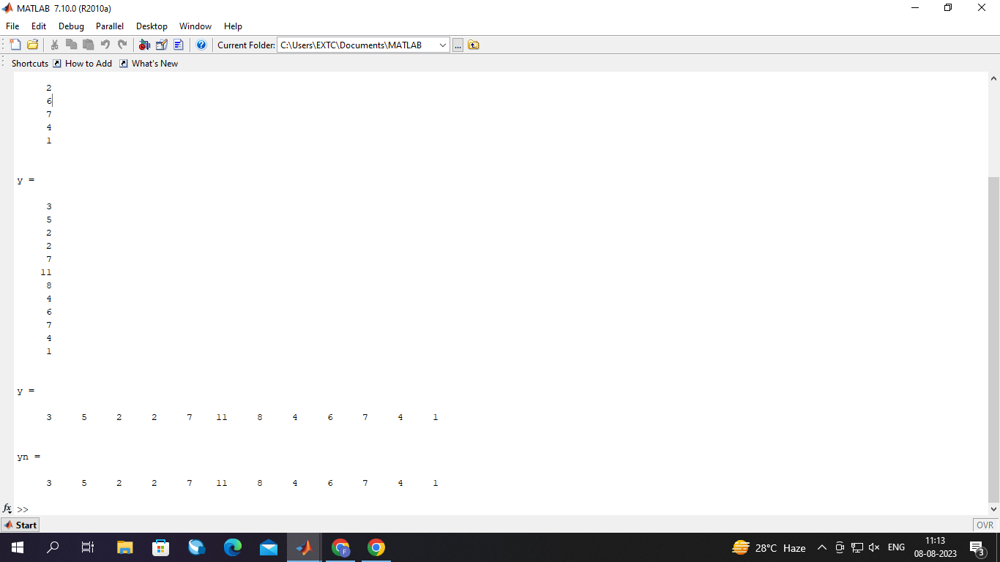 MATLAB 7.10.0 (R2010a)
File Edit Debug Parallel Desktop Window Help
Current Folder: C:\Users\EXTC\Documents\MATLAB ...
Shortcuts How to Add What's New
2
6
7
4
1
y =
3
5
2
2
7
11
8
4
6
7
4
1
y =
3 5 2 2 7 11 8 4 6 7 4 1
yn =
3 5 2 2 7 11 8 4 6 7 4 1
fx >>
Start OVR
F 28°C Haze ENG 11:13
08-08-2023 3